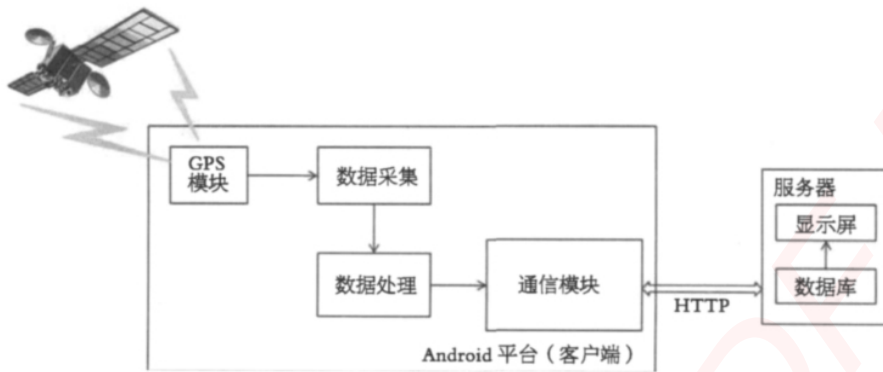 GPS
模块
数据采集
数据处理
通信模块
Android 平台（客户端）
HTTP
服务器
显示屏
数据库